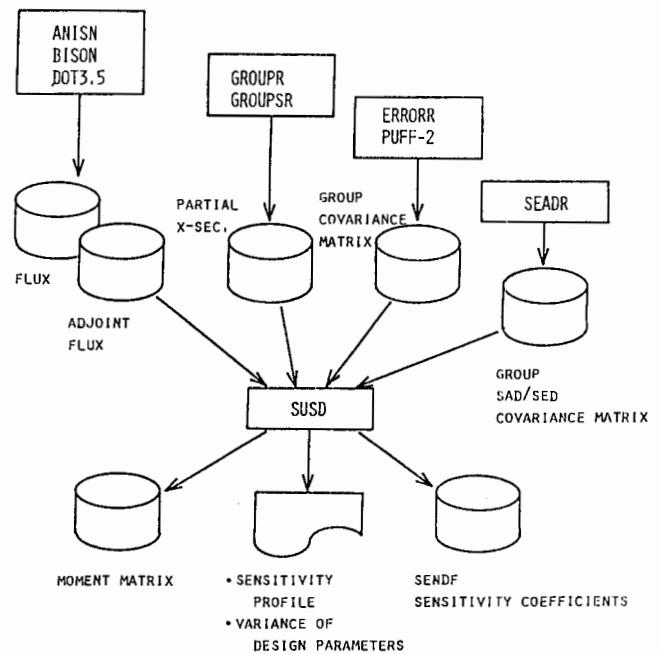 ANISN
BISON
DOT3.5
GROUPR
GROUPSR
ERRORR
PUFF-2
SEADR
PARTIAL
X-SEC.
GROUP
COVARIANCE
MATRIX
FLUX
ADJOINT
FLUX
GROUP
SAD/SED
COVARIANCE MATRIX
SUSD
MOMENT MATRIX
• SENSITIVITY
PROFILE
• VARIANCE OF
DESIGN PARAMETERS
SENDF
SENSITIVITY COEFFICIENTS